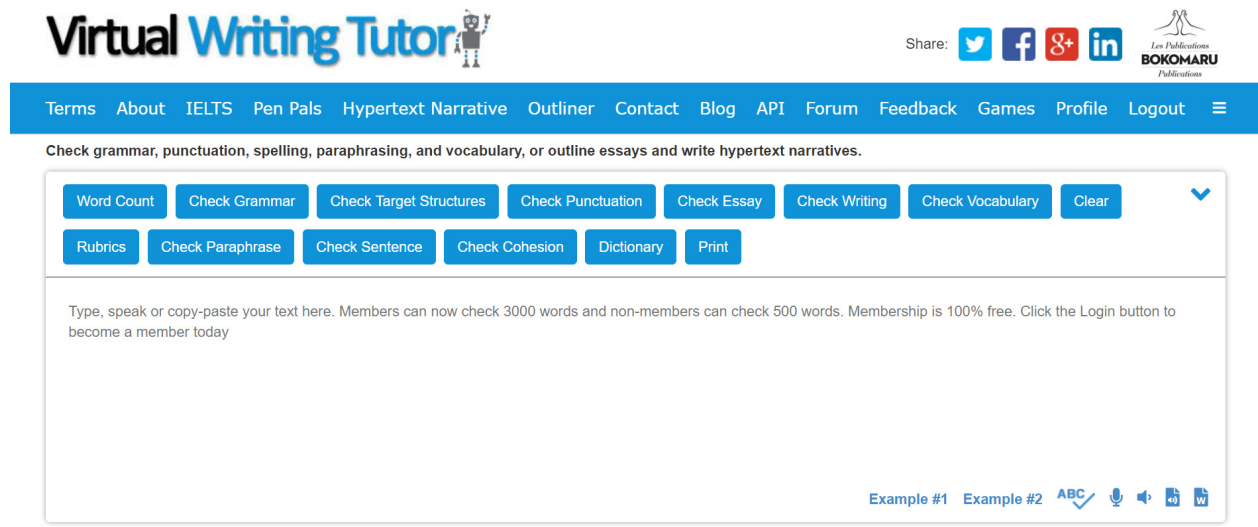 Virtual Writing Tutor
Share:
Les Publications
BOKOMARU
Publications
Terms About IELTS Pen Pals Hypertext Narrative Outliner Contact Blog API Forum Feedback Games Profile Logout
Check grammar, punctuation, spelling, paraphrasing, and vocabulary, or outline essays and write hypertext narratives.
Word Count Check Grammar Check Target Structures Check Punctuation Check Essay Check Writing Check Vocabulary Clear
Rubrics Check Paraphrase Check Sentence Check Cohesion Dictionary Print
Type, speak or copy-paste your text here. Members can now check 3000 words and non-members can check 500 words. Membership is 100% free. Click the Login button to
become a member today
Example #1 Example #2 ABC